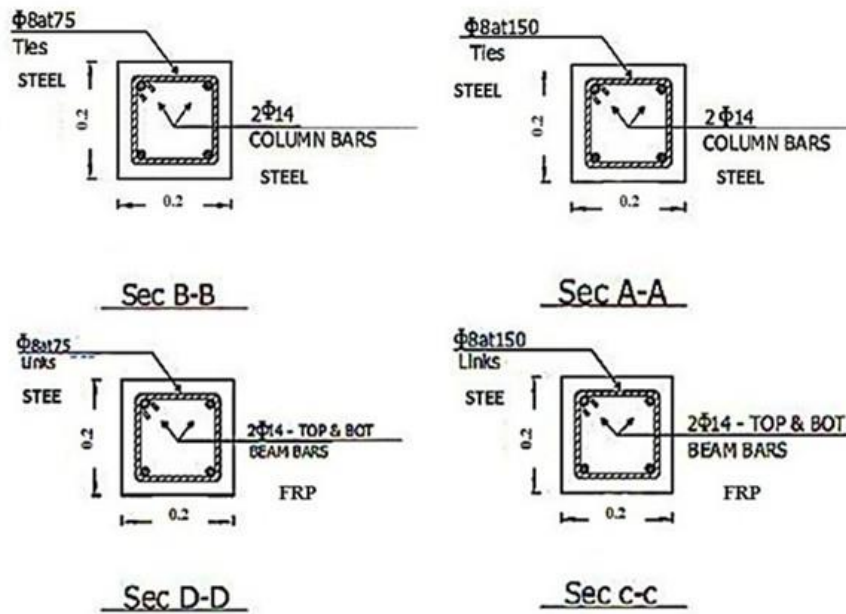 Φ8at75
Ties
STEEL
0.2
2Φ14
COLUMN BARS
STEEL
0.2
Sec B-B
Φ8at150
Ties
STEEL
0.2
2Φ14
COLUMN BARS
STEEL
0.2
Sec A-A
Φ8at75
Links
STEE
0.2
2Φ14 - TOP & BOT
BEAM BARS
FRP
0.2
Sec D-D
Φ8at150
Links
STEE
0.2
2Φ14 - TOP & BOT
BEAM BARS
FRP
0.2
Sec c-c